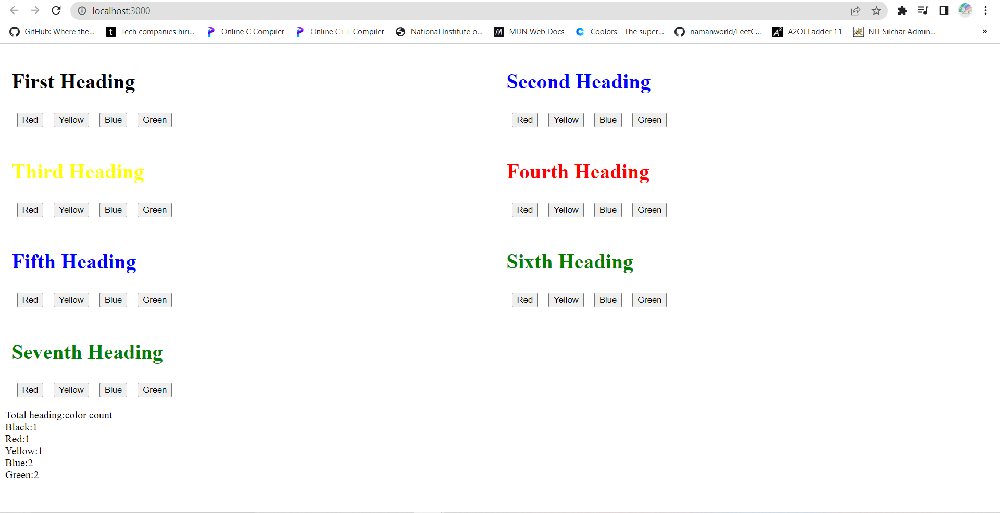 localhost:3000
GitHub: Where the... Tech companies hiri... Online C Compiler Online C++ Compiler National Institute o... MDN Web Docs Coolors - The super... namanworld/LeetC... A2OJ Ladder 11 NIT Silchar Admin... »
First Heading Second Heading
Red Yellow Blue Green Red Yellow Blue Green
Third Heading Fourth Heading
Red Yellow Blue Green Red Yellow Blue Green
Fifth Heading Sixth Heading
Red Yellow Blue Green Red Yellow Blue Green
Seventh Heading
Red Yellow Blue Green
Total heading:color count
Black:1
Red:1
Yellow:1
Blue:2
Green:2